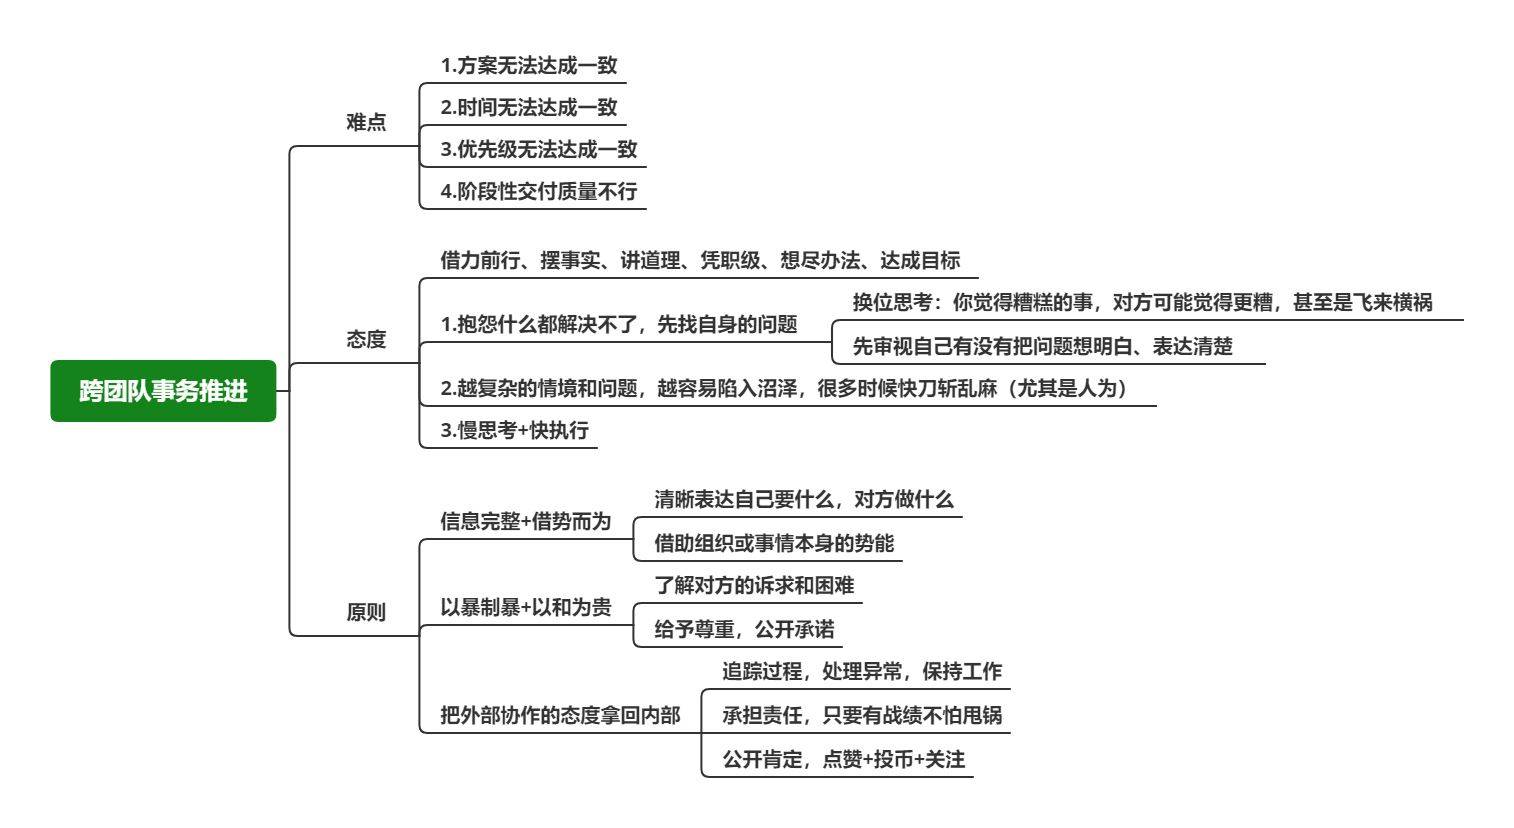 跨团队事务推进
难点
1.方案无法达成一致
2.时间无法达成一致
3.优先级无法达成一致
4.阶段性交付质量不行
态度
借力前行、摆事实、讲道理、凭职级、想尽办法、达成目标
1.抱怨什么都解决不了，先找自身的问题
换位思考：你觉得糟糕的事，对方可能觉得更糟，甚至是飞来横祸
先审视自己有没有把问题想明白、表达清楚
2.越复杂的情境和问题，越容易陷入沼泽，很多时候快刀斩乱麻（尤其是人为）
3.慢思考+快执行
原则
信息完整+借势而为
清晰表达自己要什么，对方做什么
借助组织或事情本身的势能
以暴制暴+以和为贵
了解对方的诉求和困难
给予尊重，公开承诺
把外部协作的态度拿回内部
追踪过程，处理异常，保持工作
承担责任，只要有战绩不怕甩锅
公开肯定，点赞+投币+关注